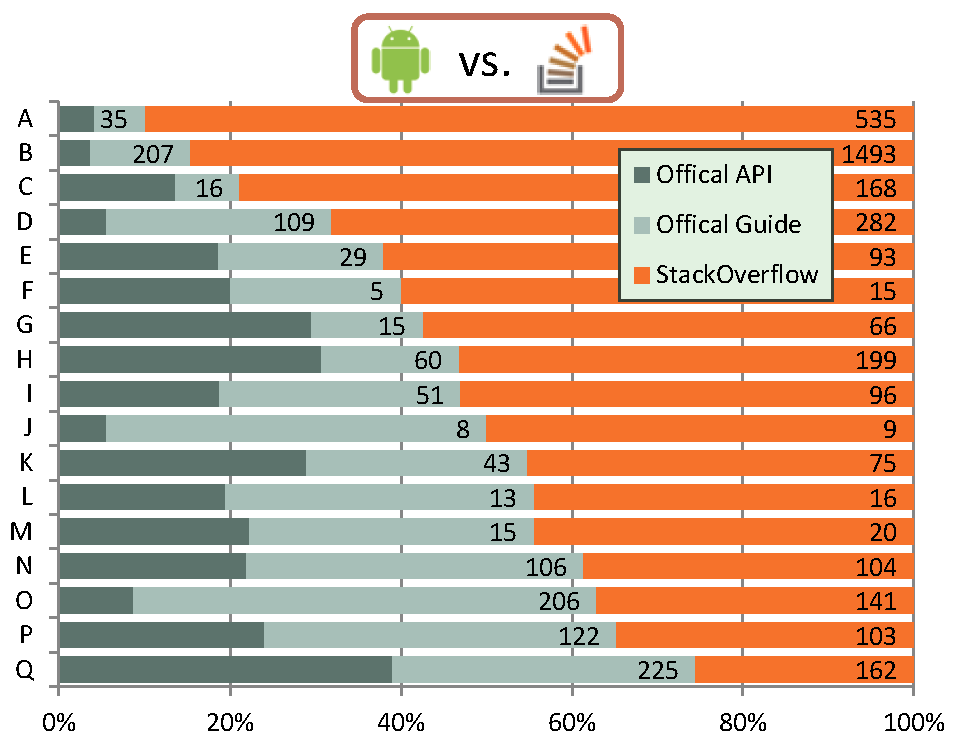 vs.
A 35 535
B 207 1493
C 16 168
D 109 282
E 29 93
F 5 15
G 15 66
H 60 199
I 51 96
J 8 9
K 43 75
L 13 16
M 15 20
N 106 104
O 206 141
P 122 103
Q 225 162
Offical API
Offical Guide
StackOverflow
0% 20% 40% 60% 80% 100%